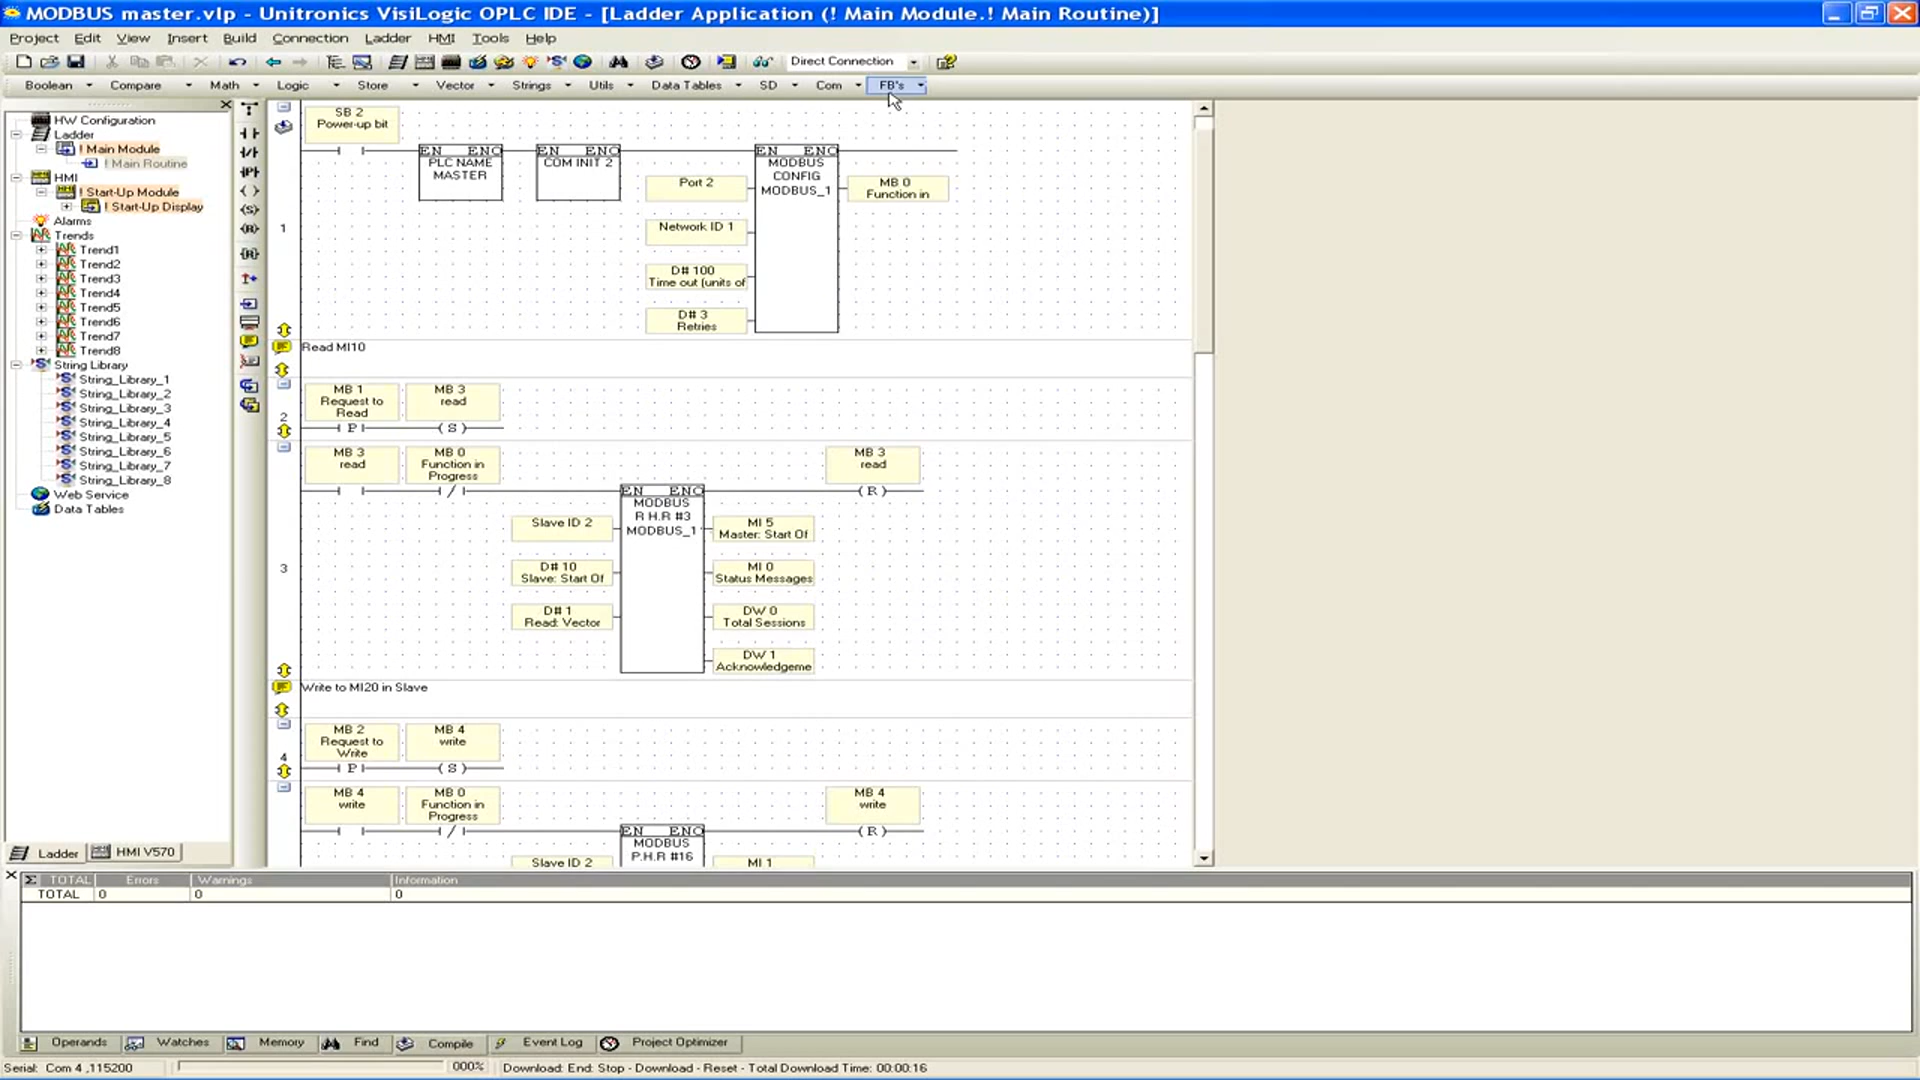 MODBUS master.vlp - Unitronics VisiLogic OPLC IDE - [Ladder Application (! Main Module.! Main Routine)]
Project Edit View Insert Build Connection Ladder HMI Tools Help
Direct Connection
Boolean Compare Math Logic Store Vector Strings Utils Data Tables SD Com FB's
HW Configuration
Ladder
! Main Module
! Main Routine
HMI
! Start-Up Module
! Start-Up Display
Alarms
Trends
Trend1
Trend2
Trend3
Trend4
Trend5
Trend6
Trend7
Trend8
String Library
String_Library_1
String_Library_2
String_Library_3
String_Library_4
String_Library_5
String_Library_6
String_Library_7
String_Library_8
Web Service
Data Tables
Ladder HMI V570
1
SB 2
Power-up bit
EN ENO
PLC NAME
MASTER
EN ENO
COM INIT 2
EN ENO
MODBUS
CONFIG
MODBUS_1
Port 2
Network ID 1
D# 100
Time out (units of
D# 3
Retries
MB 0
Function in
Read MI10
2
MB 1
Request to
Read
P
MB 3
read
(S)
3
MB 3
read
MB 0
Function in
Progress
EN ENO
MODBUS
R H.R #3
MODBUS_1
Slave ID 2
D# 10
Slave: Start Of
D# 1
Read: Vector
MI 5
Master: Start Of
MI 0
Status Messages
DW 0
Total Sessions
DW 1
Acknowledgeme
MB 3
read
(R)
Write to MI20 in Slave
4
MB 2
Request to
Write
P
MB 4
write
(S)
MB 4
write
MB 0
Function in
Progress
EN ENO
MODBUS
P.H.R #16
Slave ID 2
MI 1
MB 4
write
(R)
Σ TOTAL Errors Warnings Information
TOTAL 0 0 0
Operands Watches Memory Find Compile Event Log Project Optimizer
Serial: Com 4 ,115200 000% Download: End: Stop - Download - Reset - Total Download Time: 00:00:16